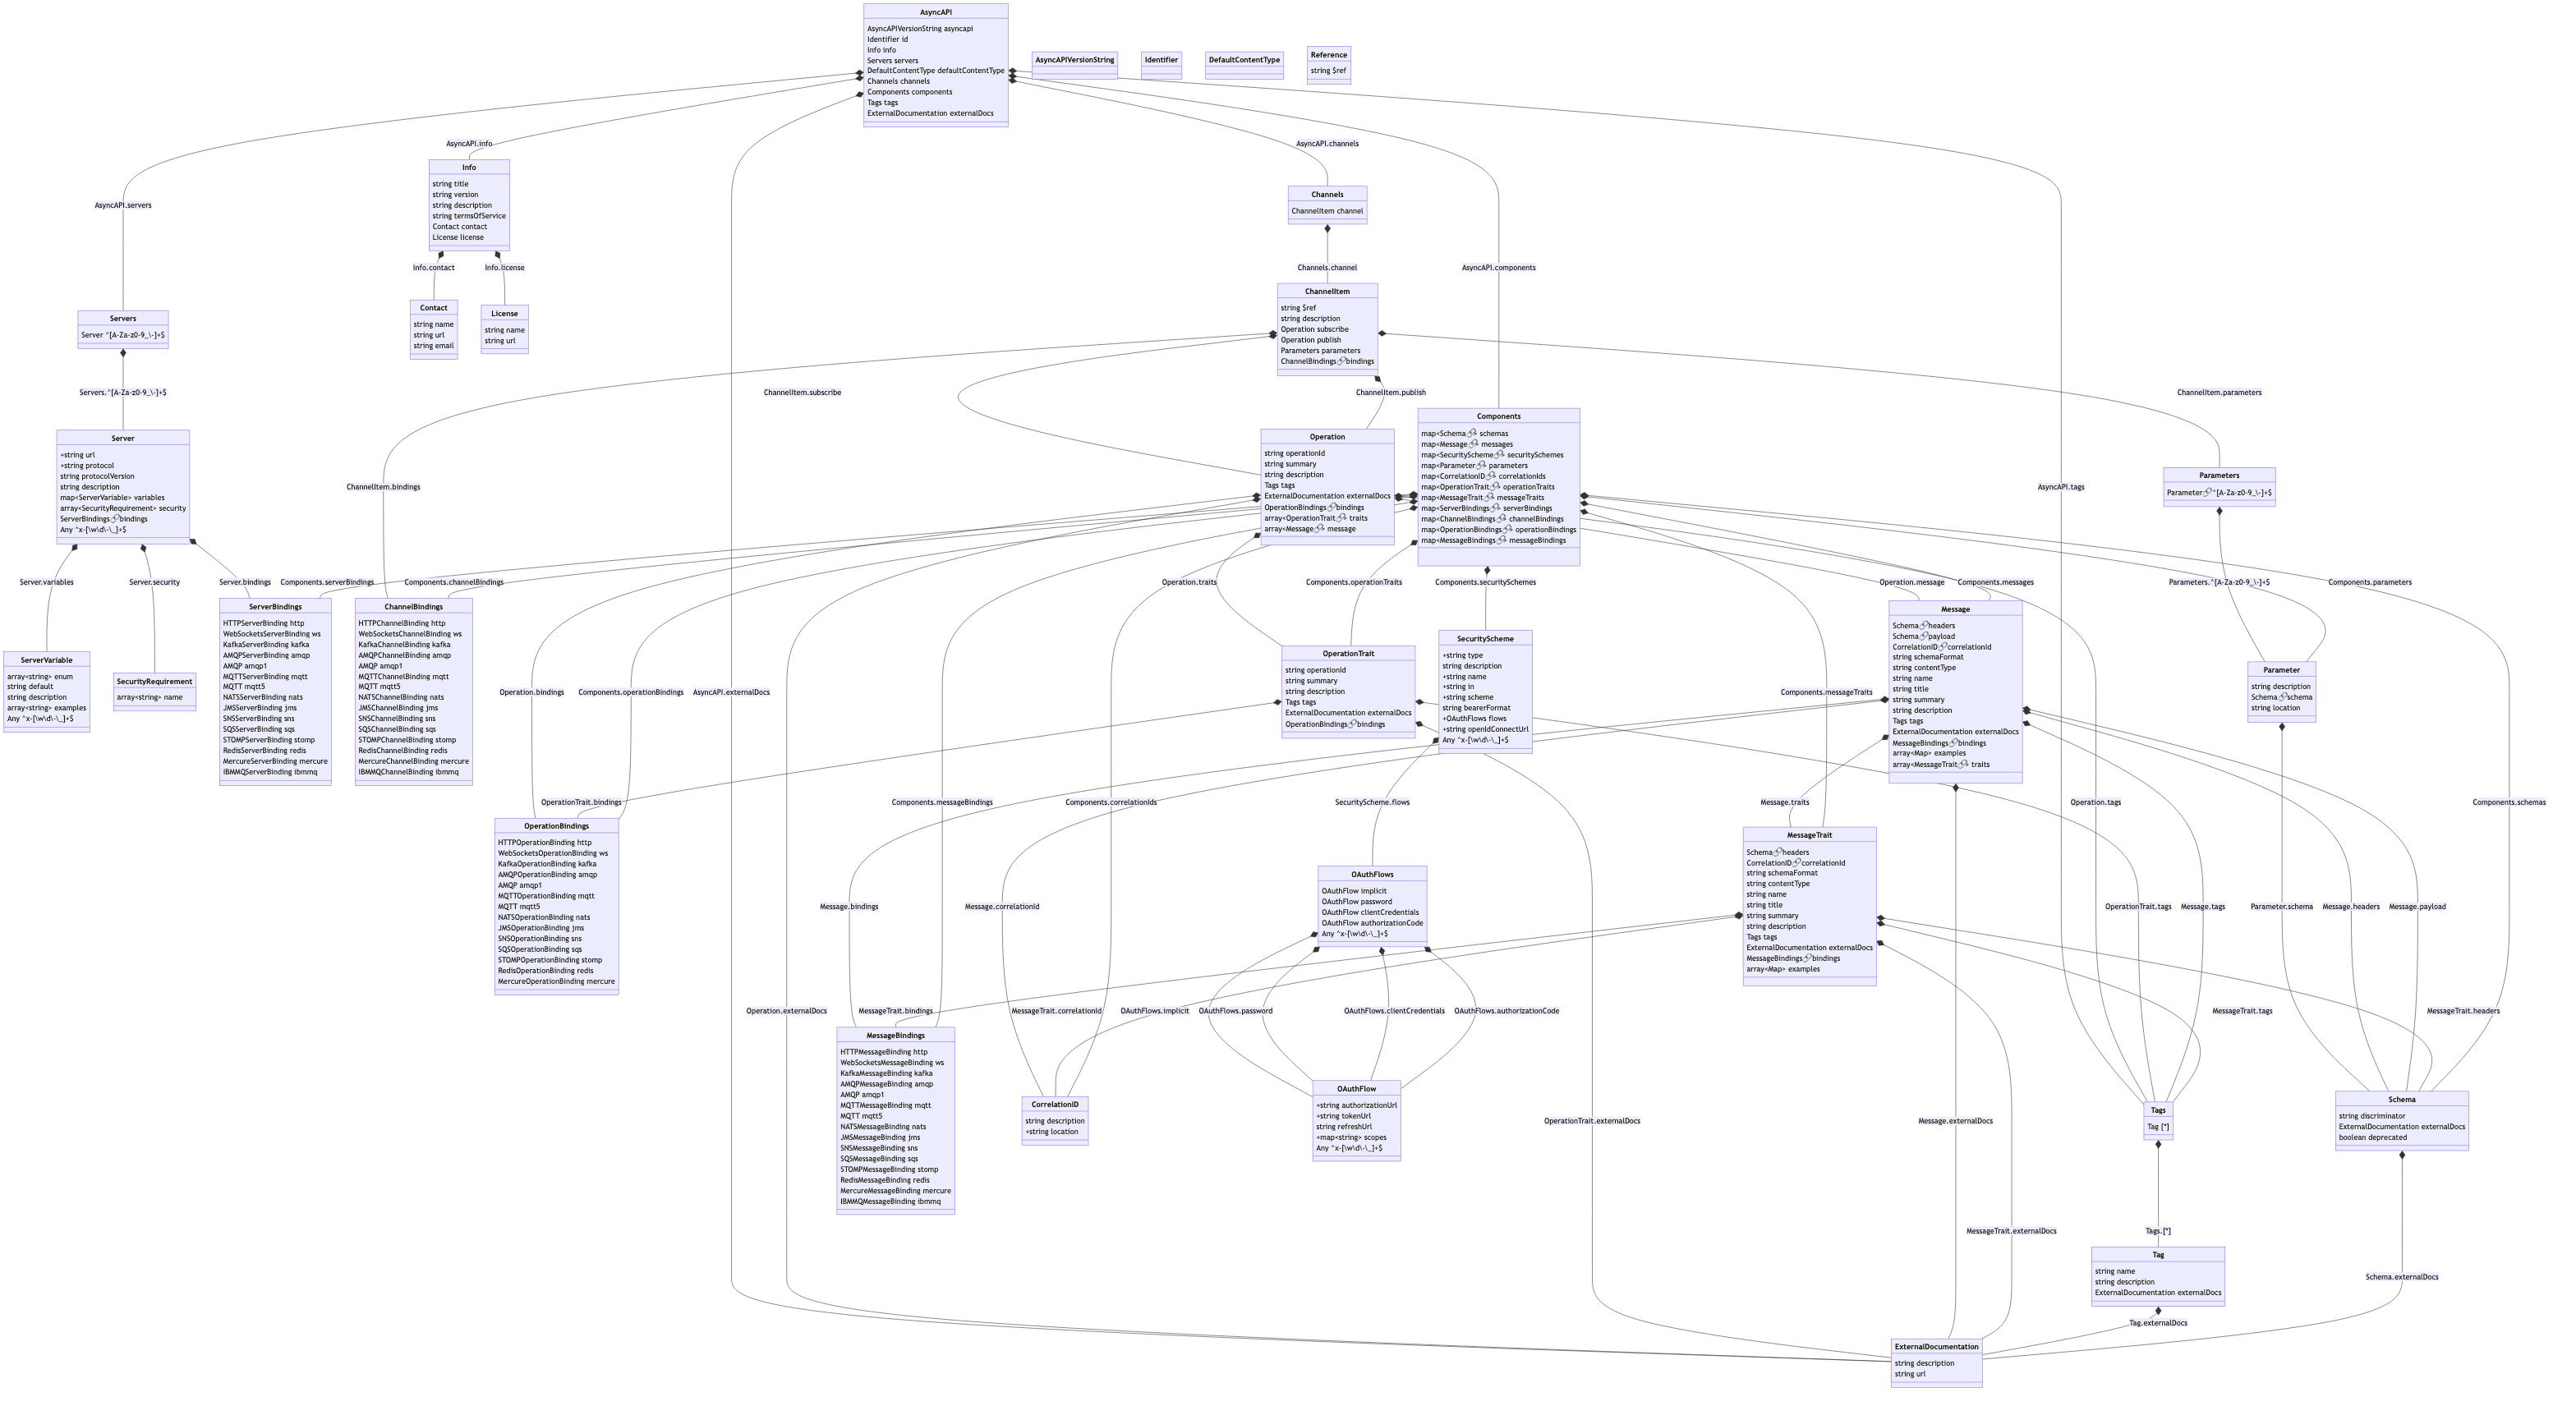 AsyncAPI
AsyncAPIVersionString asyncapi
Identifier id
Info info
Servers servers
DefaultContentType defaultContentType
Channels channels
Components components
Tags tags
ExternalDocumentation externalDocs
AsyncAPIVersionString
Identifier
DefaultContentType
Reference
string $ref
AsyncAPI.info
AsyncAPI.channels
Info
string title
string version
string description
string termsOfService
Contact contact
License license
Channels
ChannelItem channel
AsyncAPI.servers
Info.contact
Info.license
Channels.channel
AsyncAPI.components
Contact
string name
string url
string email
License
string name
string url
Servers
Server ^[A-Za-z0-9_\-]+$
ChannelItem
string $ref
string description
Operation subscribe
Operation publish
Parameters parameters
ChannelBindings🔗bindings
Servers.^[A-Za-z0-9_\-]+$
ChannelItem.subscribe
ChannelItem.publish
ChannelItem.parameters
Server
+string url
+string protocol
string protocolVersion
string description
map<ServerVariable> variables
array<SecurityRequirement> security
ServerBindings🔗bindings
Any ^x-[\w\d\-\_]+$
ChannelItem.bindings
Operation
string operationId
string summary
string description
Tags tags
ExternalDocumentation externalDocs
OperationBindings🔗bindings
array<OperationTrait🔗 traits
array<Message🔗 message
Components
map<Schema🔗 schemas
map<Message🔗 messages
map<SecurityScheme🔗 securitySchemes
map<Parameter🔗 parameters
map<CorrelationID🔗 correlationIds
map<OperationTrait🔗 operationTraits
map<MessageTrait🔗 messageTraits
map<ServerBindings🔗 serverBindings
map<ChannelBindings🔗 channelBindings
map<OperationBindings🔗 operationBindings
map<MessageBindings🔗 messageBindings
AsyncAPI.tags
Parameters
Parameter🔗^[A-Za-z0-9_\-]+$
Server.variables
Server.security
Server.bindings
Components.serverBindings
Components.channelBindings
Operation.traits
Components.operationTraits
Components.securitySchemes
Operation.message
Components.messages
Parameters.^[A-Za-z0-9_\-]+$
Components.parameters
ServerVariable
array<string> enum
string default
string description
array<string> examples
Any ^x-[\w\d\-\_]+$
SecurityRequirement
array<string> name
ServerBindings
HTTPServerBinding http
WebSocketsServerBinding ws
KafkaServerBinding kafka
AMQPServerBinding amqp
AMQP amqp1
MQTTServerBinding mqtt
MQTT mqtt5
NATSServerBinding nats
JMSServerBinding jms
SNSServerBinding sns
SQSServerBinding sqs
STOMPServerBinding stomp
RedisServerBinding redis
MercureServerBinding mercure
IBMMQServerBinding ibmmq
ChannelBindings
HTTPChannelBinding http
WebSocketsChannelBinding ws
KafkaChannelBinding kafka
AMQPChannelBinding amqp
AMQP amqp1
MQTTChannelBinding mqtt
MQTT mqtt5
NATSChannelBinding nats
JMSChannelBinding jms
SNSChannelBinding sns
SQSChannelBinding sqs
STOMPChannelBinding stomp
RedisChannelBinding redis
MercureChannelBinding mercure
IBMMQChannelBinding ibmmq
Operation.bindings
Components.operationBindings
AsyncAPI.externalDocs
OperationTrait
string operationId
string summary
string description
Tags tags
ExternalDocumentation externalDocs
OperationBindings🔗bindings
SecurityScheme
+string type
string description
+string name
+string in
+string scheme
string bearerFormat
+OAuthFlows flows
+string openIdConnectUrl
Any ^x-[\w\d\-\_]+$
Components.messageTraits
Message
Schema🔗headers
Schema🔗payload
CorrelationID🔗correlationId
string schemaFormat
string contentType
string name
string title
string summary
string description
Tags tags
ExternalDocumentation externalDocs
MessageBindings🔗bindings
array<Map> examples
array<MessageTrait🔗 traits
Parameter
string description
Schema🔗schema
string location
OperationTrait.bindings
Components.messageBindings
Components.correlationIds
SecurityScheme.flows
Message.traits
Operation.tags
Components.schemas
OperationBindings
HTTPOperationBinding http
WebSocketsOperationBinding ws
KafkaOperationBinding kafka
AMQPOperationBinding amqp
AMQP amqp1
MQTTOperationBinding mqtt
MQTT mqtt5
NATSOperationBinding nats
JMSOperationBinding jms
SNSOperationBinding sns
SQSOperationBinding sqs
STOMPOperationBinding stomp
RedisOperationBinding redis
MercureOperationBinding mercure
Message.bindings
Message.correlationId
OAuthFlows
OAuthFlow implicit
OAuthFlow password
OAuthFlow clientCredentials
OAuthFlow authorizationCode
Any ^x-[\w\d\-\_]+$
MessageTrait
Schema🔗headers
CorrelationID🔗correlationId
string schemaFormat
string contentType
string name
string title
string summary
string description
Tags tags
ExternalDocumentation externalDocs
MessageBindings🔗bindings
array<Map> examples
OperationTrait.tags
Message.tags
Parameter.schema
Message.headers
Message.payload
Operation.externalDocs
MessageTrait.bindings
MessageTrait.correlationId
OAuthFlows.implicit
OAuthFlows.password
OAuthFlows.clientCredentials
OAuthFlows.authorizationCode
MessageTrait.tags
MessageTrait.headers
MessageBindings
HTTPMessageBinding http
WebSocketsMessageBinding ws
KafkaMessageBinding kafka
AMQPMessageBinding amqp
AMQP amqp1
MQTTMessageBinding mqtt
MQTT mqtt5
NATSMessageBinding nats
JMSMessageBinding jms
SNSMessageBinding sns
SQSMessageBinding sqs
STOMPMessageBinding stomp
RedisMessageBinding redis
MercureMessageBinding mercure
IBMMQMessageBinding ibmmq
CorrelationID
string description
+string location
OAuthFlow
+string authorizationUrl
+string tokenUrl
string refreshUrl
+map<string> scopes
Any ^x-[\w\d\-\_]+$
OperationTrait.externalDocs
Message.externalDocs
Tags
Tag [*]
Schema
string discriminator
ExternalDocumentation externalDocs
boolean deprecated
MessageTrait.externalDocs
Tags.[*]
Tag
string name
string description
ExternalDocumentation externalDocs
Schema.externalDocs
Tag.externalDocs
ExternalDocumentation
string description
string url